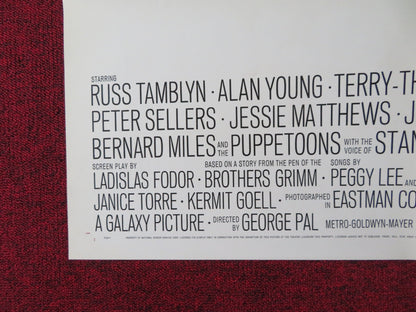 STARRING
RUSS TAMBLYN · ALAN YOUNG · TERRY-TH
PETER SELLERS · JESSIE MATTHEWS · J
BERNARD MILES AND THE PUPPETOONS WITH THE VOICE OF STAN
SCREEN PLAY BY BASED ON A STORY FROM THE PEN OF THE SONGS BY
LADISLAS FODOR · BROTHERS GRIMM · PEGGY LEE AND
JANICE TORRE · KERMIT GOELL · PHOTOGRAPHED IN EASTMAN CO
A GALAXY PICTURE · DIRECTED BY GEORGE PAL METRO-GOLDWYN-MAYER